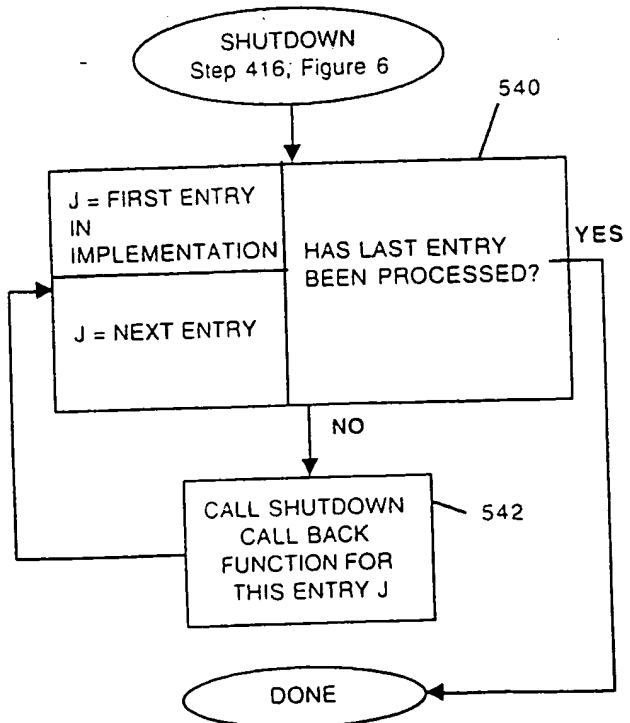 SHUTDOWN
Step 416, Figure 6
540
J = FIRST ENTRY
IN
IMPLEMENTATION
HAS LAST ENTRY
BEEN PROCESSED?
YES
J = NEXT ENTRY
NO
CALL SHUTDOWN
CALL BACK
FUNCTION FOR
THIS ENTRY J
542
DONE